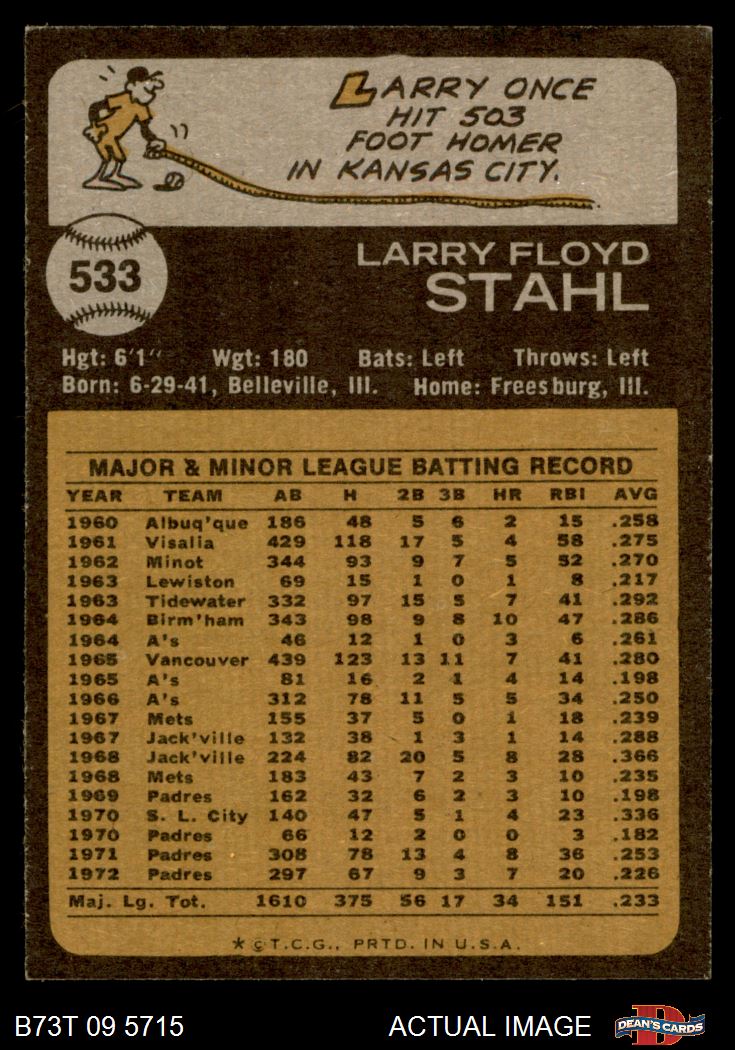 LARRY ONCE
HIT 503
FOOT HOMER
IN KANSAS CITY.
533
LARRY FLOYD
STAHL
Hgt: 6'1" Wgt: 180 Bats: Left Throws: Left
Born: 6-29-41, Belleville, Ill. Home: Freesburg, Ill.
MAJOR & MINOR LEAGUE BATTING RECORD
YEAR TEAM AB H 2B 3B HR RBI AVG
1960 Albuq'que 186 48 5 6 2 15 .258
1961 Visalia 429 118 17 5 4 58 .275
1962 Minot 344 93 9 7 5 52 .270
1963 Lewiston 69 15 1 0 1 8 .217
1963 Tidewater 332 97 15 5 7 41 .292
1964 Birm'ham 343 98 9 8 10 47 .286
1964 A's 46 12 1 0 3 6 .261
1965 Vancouver 439 123 13 11 7 41 .280
1965 A's 81 16 2 1 4 14 .198
1966 A's 312 78 11 5 5 34 .250
1967 Mets 155 37 5 0 1 18 .239
1967 Jack'ville 132 38 1 3 1 14 .288
1968 Jack'ville 224 82 20 5 8 28 .366
1968 Mets 183 43 7 2 3 10 .235
1969 Padres 162 32 6 2 3 10 .198
1970 S. L. City 140 47 5 1 4 23 .336
1970 Padres 66 12 2 0 0 3 .182
1971 Padres 308 78 13 4 8 36 .253
1972 Padres 297 67 9 3 7 20 .226
Maj. Lg. Tot. 1610 375 56 17 34 151 .233
* © T.C.G., PRTD. IN U.S.A.
B73T 09 5715 ACTUAL IMAGE
D
DEAN'S CARDS